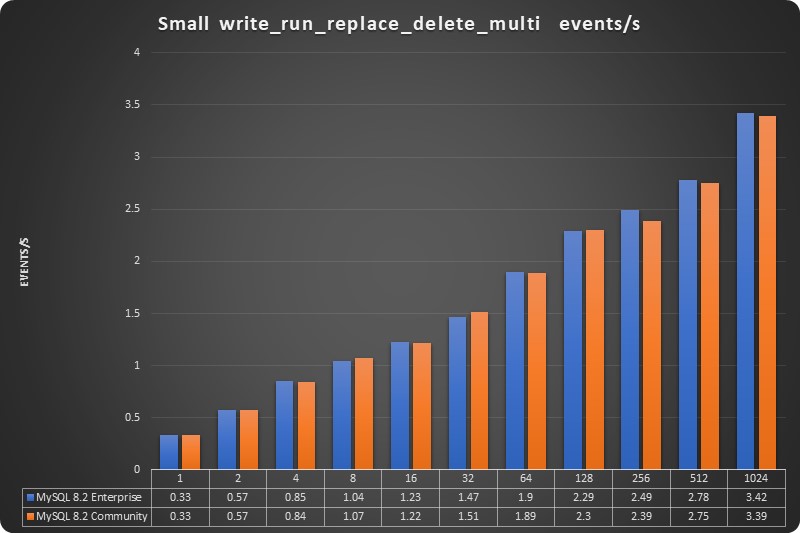 Small write_run_replace_delete_multi events/s
4
3.5
3
2.5
2
1.5
1
0.5
0
EVENTS/S
1 2 4 8 16 32 64 128 256 512 1024
MySQL 8.2 Enterprise 0.33 0.57 0.85 1.04 1.23 1.47 1.9 2.29 2.49 2.78 3.42
MySQL 8.2 Community 0.33 0.57 0.84 1.07 1.22 1.51 1.89 2.3 2.39 2.75 3.39